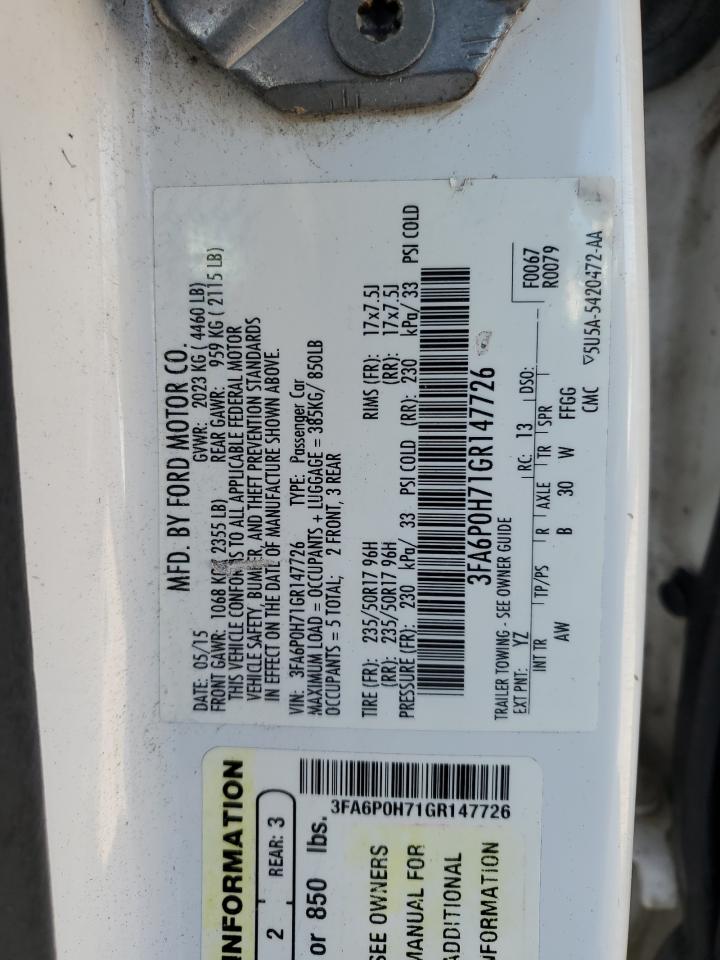 MFD. BY FORD MOTOR CO.
DATE: 05/15 GVWR: 2023 KG ( 4460 LB)
FRONT GAWR: 1068 KG 2355 LB) REAR GAWR: 959 KG ( 2115 LB)
THIS VEHICLE CONFORMS TO ALL APPLICABLE FEDERAL MOTOR
VEHICLE SAFETY, BUMPER, AND THEFT PREVENTION STANDARDS
IN EFFECT ON THE DATE OF MANUFACTURE SHOWN ABOVE.
VIN: 3FA6P0H71GR147726 TYPE: Passenger Car
MAXIMUM LOAD = OCCUPANTS + LUGGAGE = 385KG/ 850LB
OCCUPANTS = 5 TOTAL; 2 FRONT, 3 REAR
TIRE (FR): 235/50R17 96H RIMS (FR): 17x7.5J
(RR): 235/50R17 96H (RR): 17x7.5J
PRESSURE (FR): 230 kPa/ 33 PSI COLD (RR): 230 kPa/ 33 PSI COLD
3FA6P0H71GR147726
TRAILER TOWING - SEE OWNER GUIDE F0067
EXT PNT: YZ RC: 13 DSO: R0079
INT TR TP/PS R AXLE TR SPR
AW B 30 W FFGG
CMC ▽5U5A-5420472-AA
INFORMATION
2 REAR: 3
or 850 lbs.
3FA6P0H71GR147726
SEE OWNERS
MANUAL FOR
ADDITIONAL
INFORMATION